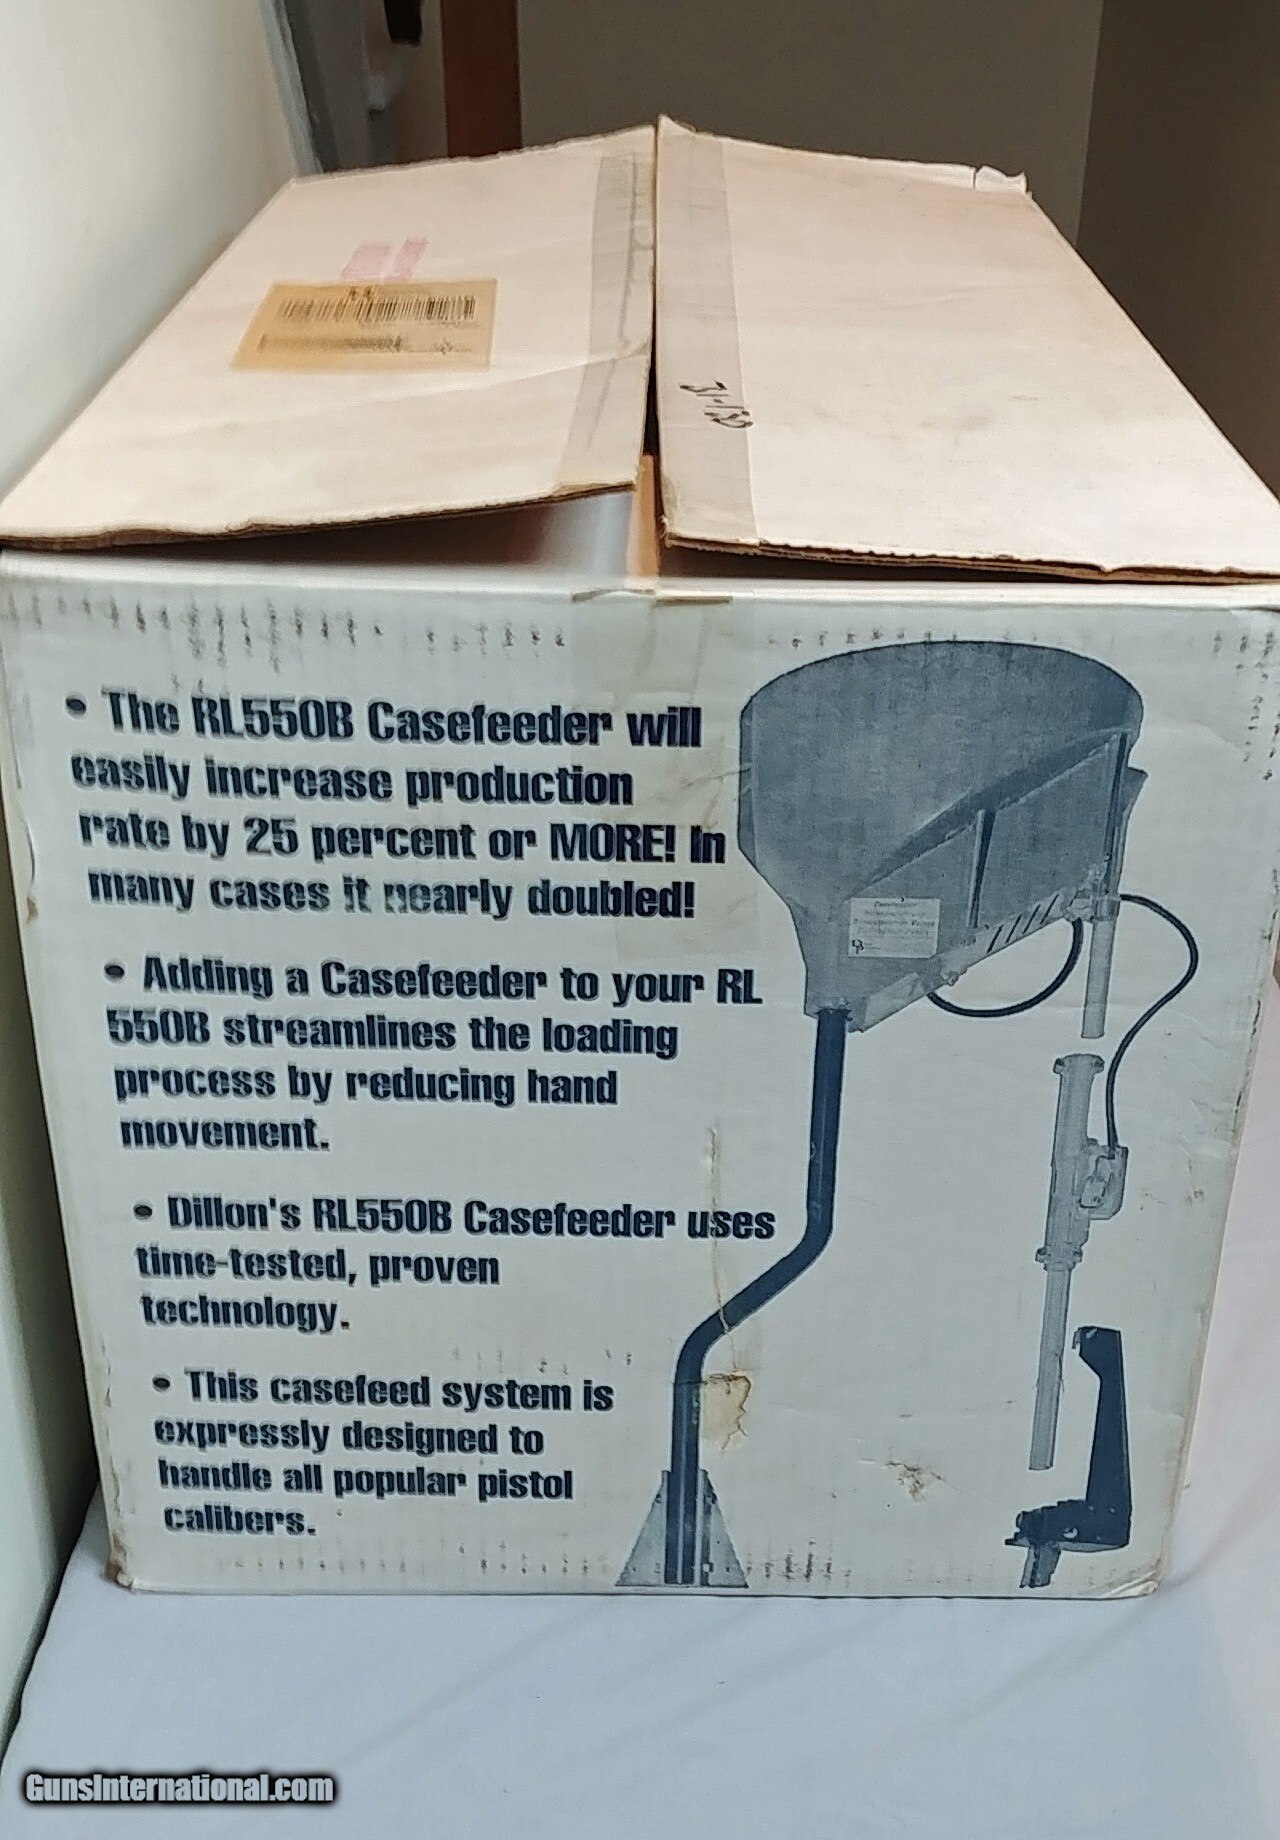 31-150
• The RL550B Casefeeder will
easily increase production
rate by 25 percent or MORE! In
many cases it nearly doubled!
• Adding a Casefeeder to your RL
550B streamlines the loading
process by reducing hand
movement.
• Dillon's RL550B Casefeeder uses
time-tested, proven
technology.
• This casefeed system is
expressly designed to
handle all popular pistol
calibers.
GunsInternational.com